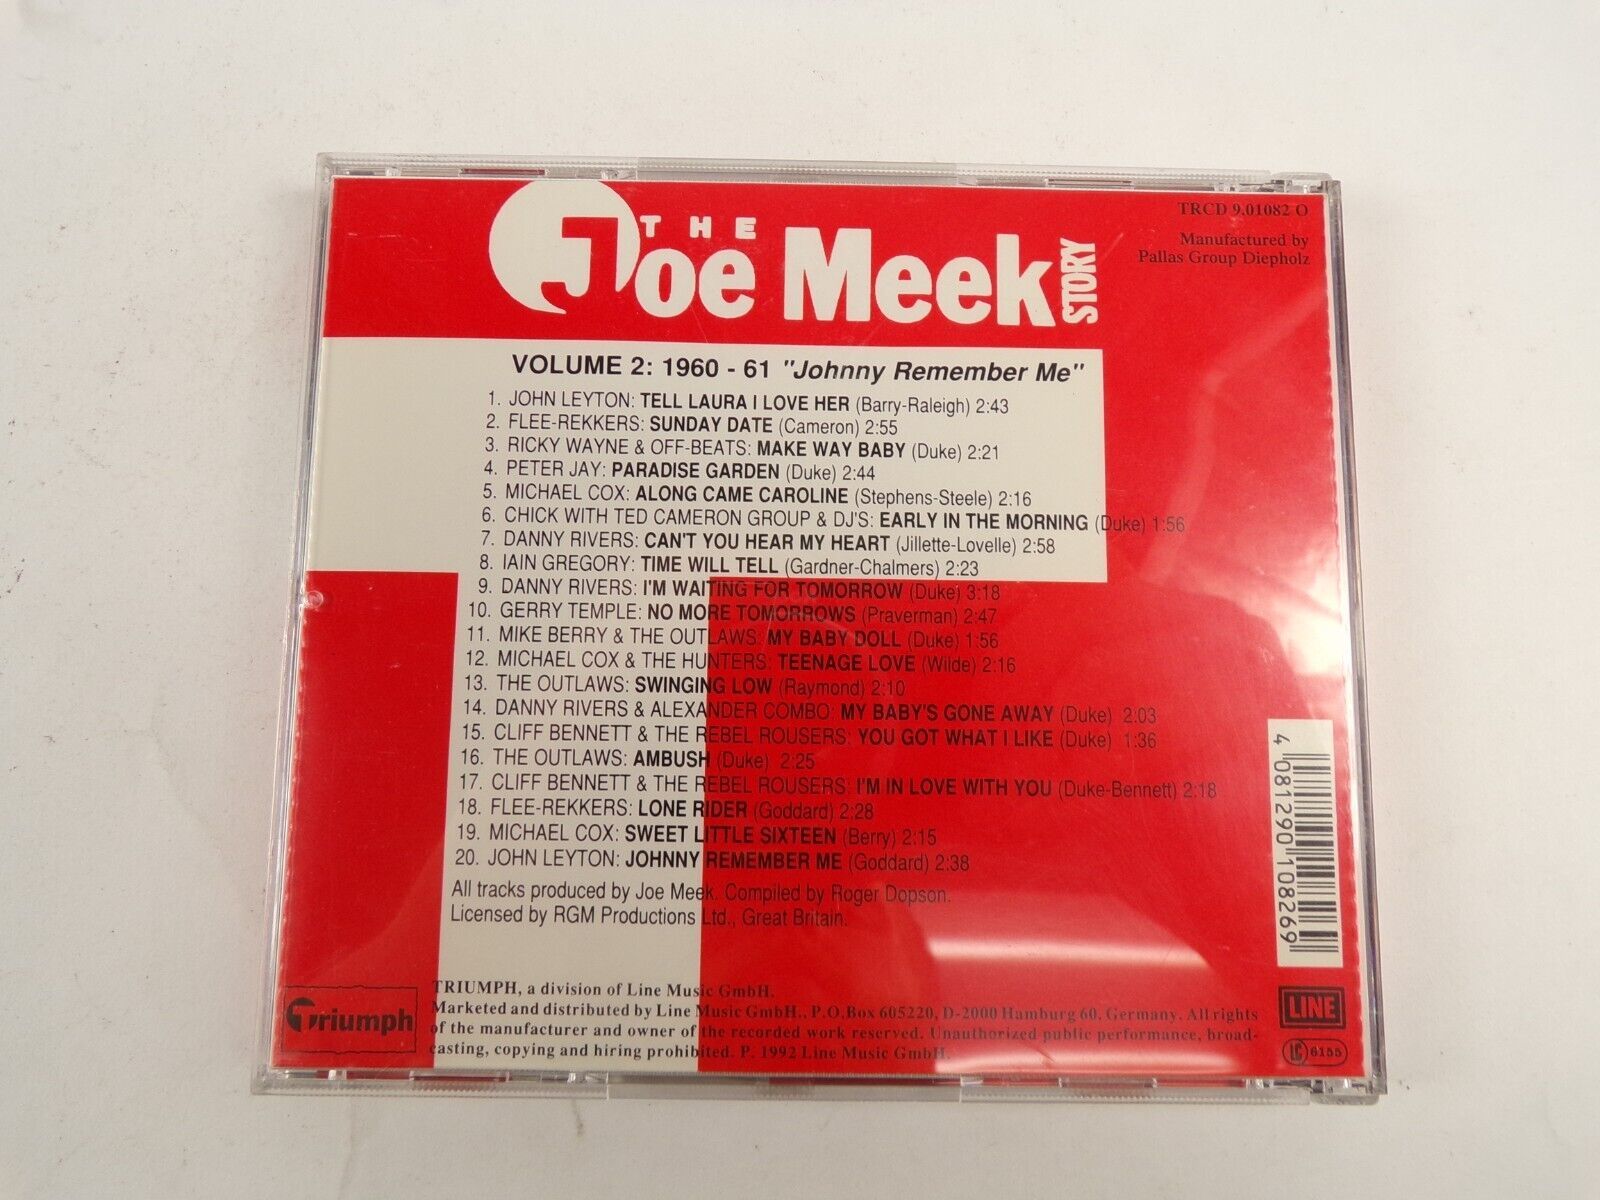 THE
Joe Meek STORY
TRCD 9.01082 O
Manufactured by
Pallas Group Diepholz
VOLUME 2: 1960 - 61 "Johnny Remember Me"
1. JOHN LEYTON: TELL LAURA I LOVE HER (Barry-Raleigh) 2:43
2. FLEE-REKKERS: SUNDAY DATE (Cameron) 2:55
3. RICKY WAYNE & OFF-BEATS: MAKE WAY BABY (Duke) 2:21
4. PETER JAY: PARADISE GARDEN (Duke) 2:44
5. MICHAEL COX: ALONG CAME CAROLINE (Stephens-Steele) 2:16
6. CHICK WITH TED CAMERON GROUP & DJ'S: EARLY IN THE MORNING (Duke) 1:56
7. DANNY RIVERS: CAN'T YOU HEAR MY HEART (Jillette-Lovelle) 2:58
8. IAIN GREGORY: TIME WILL TELL (Gardner-Chalmers) 2:23
9. DANNY RIVERS: I'M WAITING FOR TOMORROW (Duke) 3:18
10. GERRY TEMPLE: NO MORE TOMORROWS (Praverman) 2:47
11. MIKE BERRY & THE OUTLAWS: MY BABY DOLL (Duke) 1:56
12. MICHAEL COX & THE HUNTERS: TEENAGE LOVE (Wilde) 2:16
13. THE OUTLAWS: SWINGING LOW (Raymond) 2:10
14. DANNY RIVERS & ALEXANDER COMBO: MY BABY'S GONE AWAY (Duke) 2:03
15. CLIFF BENNETT & THE REBEL ROUSERS: YOU GOT WHAT I LIKE (Duke) 1:36
16. THE OUTLAWS: AMBUSH (Duke) 2:25
17. CLIFF BENNETT & THE REBEL ROUSERS: I'M IN LOVE WITH YOU (Duke-Bennett) 2:18
18. FLEE-REKKERS: LONE RIDER (Goddard) 2:28
19. MICHAEL COX: SWEET LITTLE SIXTEEN (Berry) 2:15
20. JOHN LEYTON: JOHNNY REMEMBER ME (Goddard) 2:38
All tracks produced by Joe Meek. Compiled by Roger Dopson.
Licensed by RGM Productions Ltd., Great Britain.
4 081290 108269
Triumph
TRIUMPH, a division of Line Music GmbH.
Marketed and distributed by Line Music GmbH., P.O.Box 605220, D-2000 Hamburg 60, Germany. All rights
of the manufacturer and owner of the recorded work reserved. Unauthorized public performance, broad-
casting, copying and hiring prohibited. P. 1992 Line Music GmbH.
LINE
LC 6155